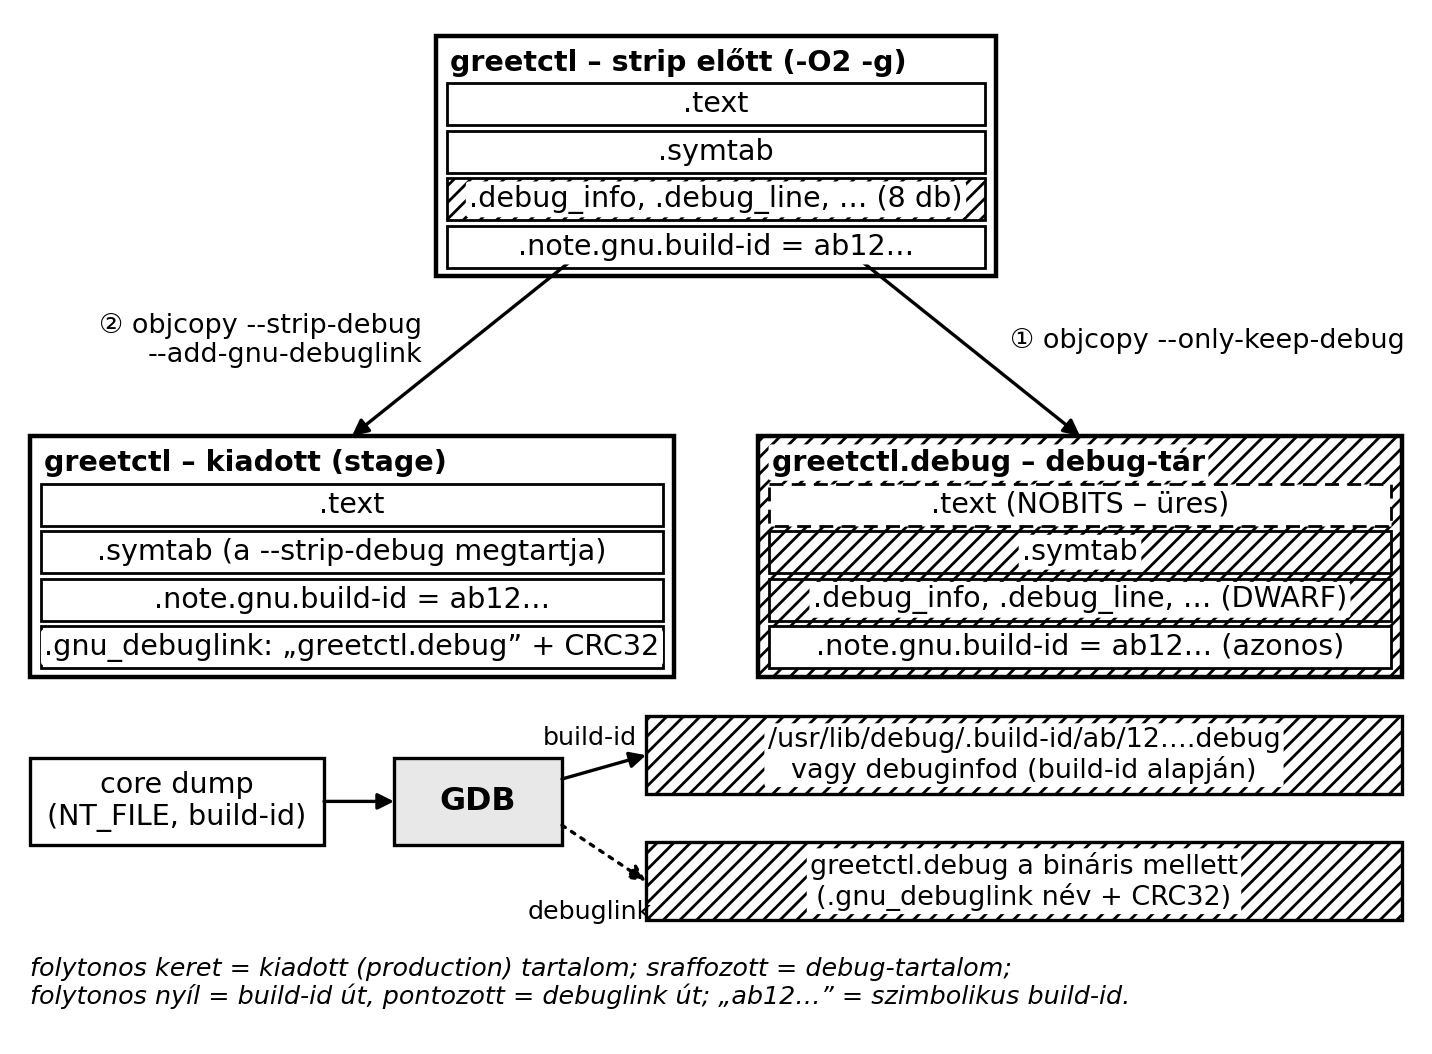 greetctl – strip előtt (-O2 -g)
.text
.symtab
.debug_info, .debug_line, … (8 db)
.note.gnu.build-id = ab12…
② objcopy --strip-debug
--add-gnu-debuglink
① objcopy --only-keep-debug
greetctl – kiadott (stage)
.text
.symtab (a --strip-debug megtartja)
.note.gnu.build-id = ab12…
.gnu_debuglink: „greetctl.debug” + CRC32
greetctl.debug – debug-tár
.text (NOBITS – üres)
.symtab
.debug_info, .debug_line, … (DWARF)
.note.gnu.build-id = ab12… (azonos)
core dump
(NT_FILE, build-id)
GDB
build-id
/usr/lib/debug/.build-id/ab/12….debug
vagy debuginfod (build-id alapján)
debuglink
greetctl.debug a bináris mellett
(.gnu_debuglink név + CRC32)
folytonos keret = kiadott (production) tartalom; sraffozott = debug-tartalom;
folytonos nyíl = build-id út, pontozott = debuglink út; „ab12…” = szimbolikus build-id.